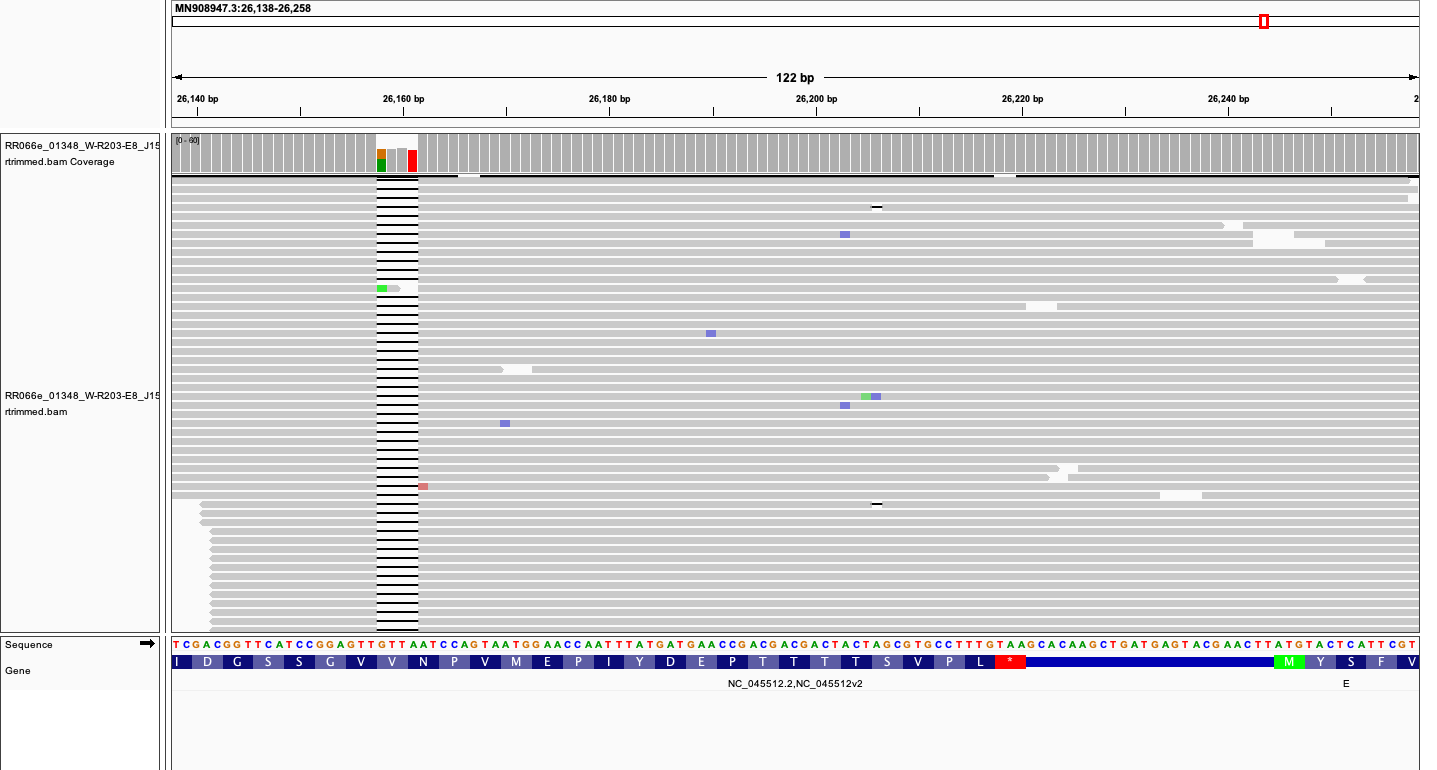 MN908947.3:26,138-26,258
122 bp
26,140 bp 26,160 bp 26,180 bp 26,200 bp 26,220 bp 26,240 bp 2
RR066e_01348_W-R203-E8_J15
rtrimmed.bam Coverage
[0 - 60]
RR066e_01348_W-R203-E8_J15
rtrimmed.bam
Sequence
TCGACGGTTCATCCGGAGTTGTTAATCCAGTAATGGAACCAATTTATGATGAACCGACGACGACTACTAGCGTGCCTTTGTAAGCACAAGCTGATGAGTACGAACTTATGTACTCATTCGT
Gene
I D G S S G V V N P V M E P I Y D E P T T T T S V P L * M Y S F V
NC_045512.2,NC_045512v2 E